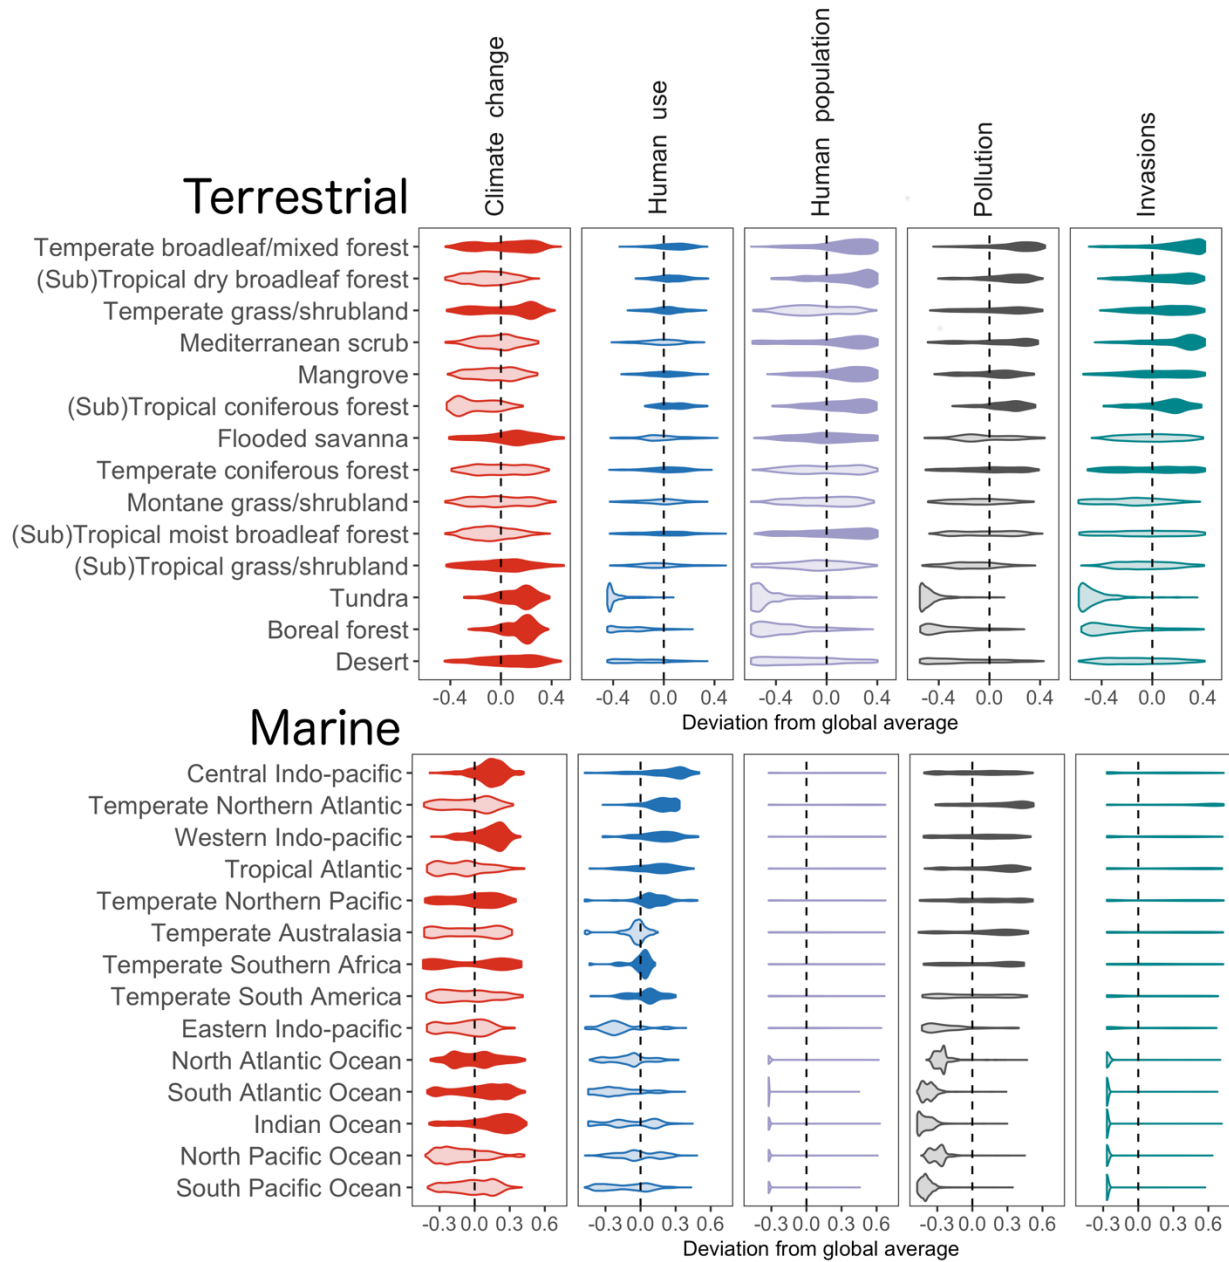 Climate change
Human use
Human population
Pollution
Invasions
Terrestrial
Temperate broadleaf/mixed forest
(Sub)Tropical dry broadleaf forest
Temperate grass/shrubland
Mediterranean scrub
Mangrove
(Sub)Tropical coniferous forest
Flooded savanna
Temperate coniferous forest
Montane grass/shrubland
(Sub)Tropical moist broadleaf forest
(Sub)Tropical grass/shrubland
Tundra
Boreal forest
Desert
-0.4 0.0 0.4 -0.4 0.0 0.4 -0.4 0.0 0.4 -0.4 0.0 0.4 -0.4 0.0 0.4
Deviation from global average
Marine
Central Indo-pacific
Temperate Northern Atlantic
Western Indo-pacific
Tropical Atlantic
Temperate Northern Pacific
Temperate Australasia
Temperate Southern Africa
Temperate South America
Eastern Indo-pacific
North Atlantic Ocean
South Atlantic Ocean
Indian Ocean
North Pacific Ocean
South Pacific Ocean
-0.3 0.0 0.3 0.6 -0.3 0.0 0.3 0.6 -0.3 0.0 0.3 0.6 -0.3 0.0 0.3 0.6 -0.3 0.0 0.3 0.6
Deviation from global average